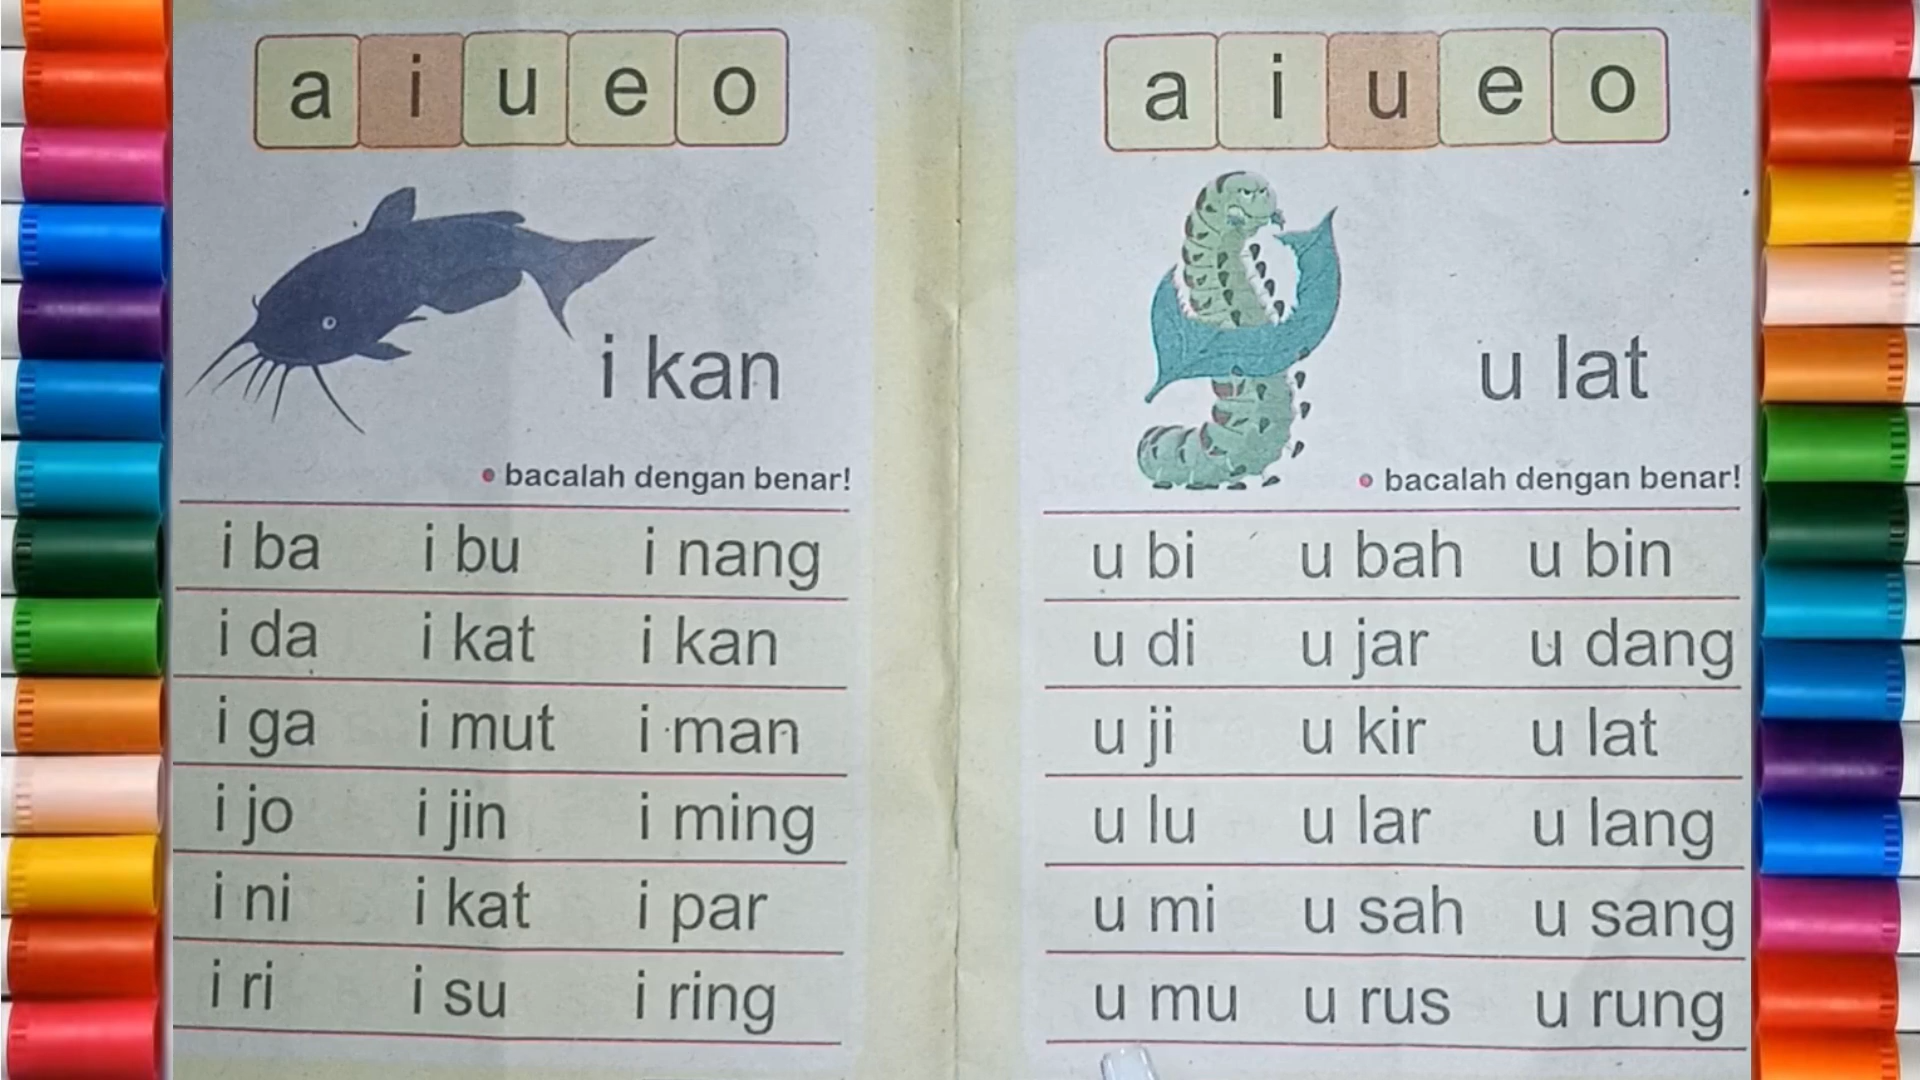 a i u e o
i kan
• bacalah dengan benar!
i ba i bu i nang
i da i kat i kan
i ga i mut i man
i jo i jin i ming
i ni i kat i par
i ri i su i ring
a i u e o
u lat
• bacalah dengan benar!
u bi u bah u bin
u di u jar u dang
u ji u kir u lat
u lu u lar u lang
u mi u sah u sang
u mu u rus u rung